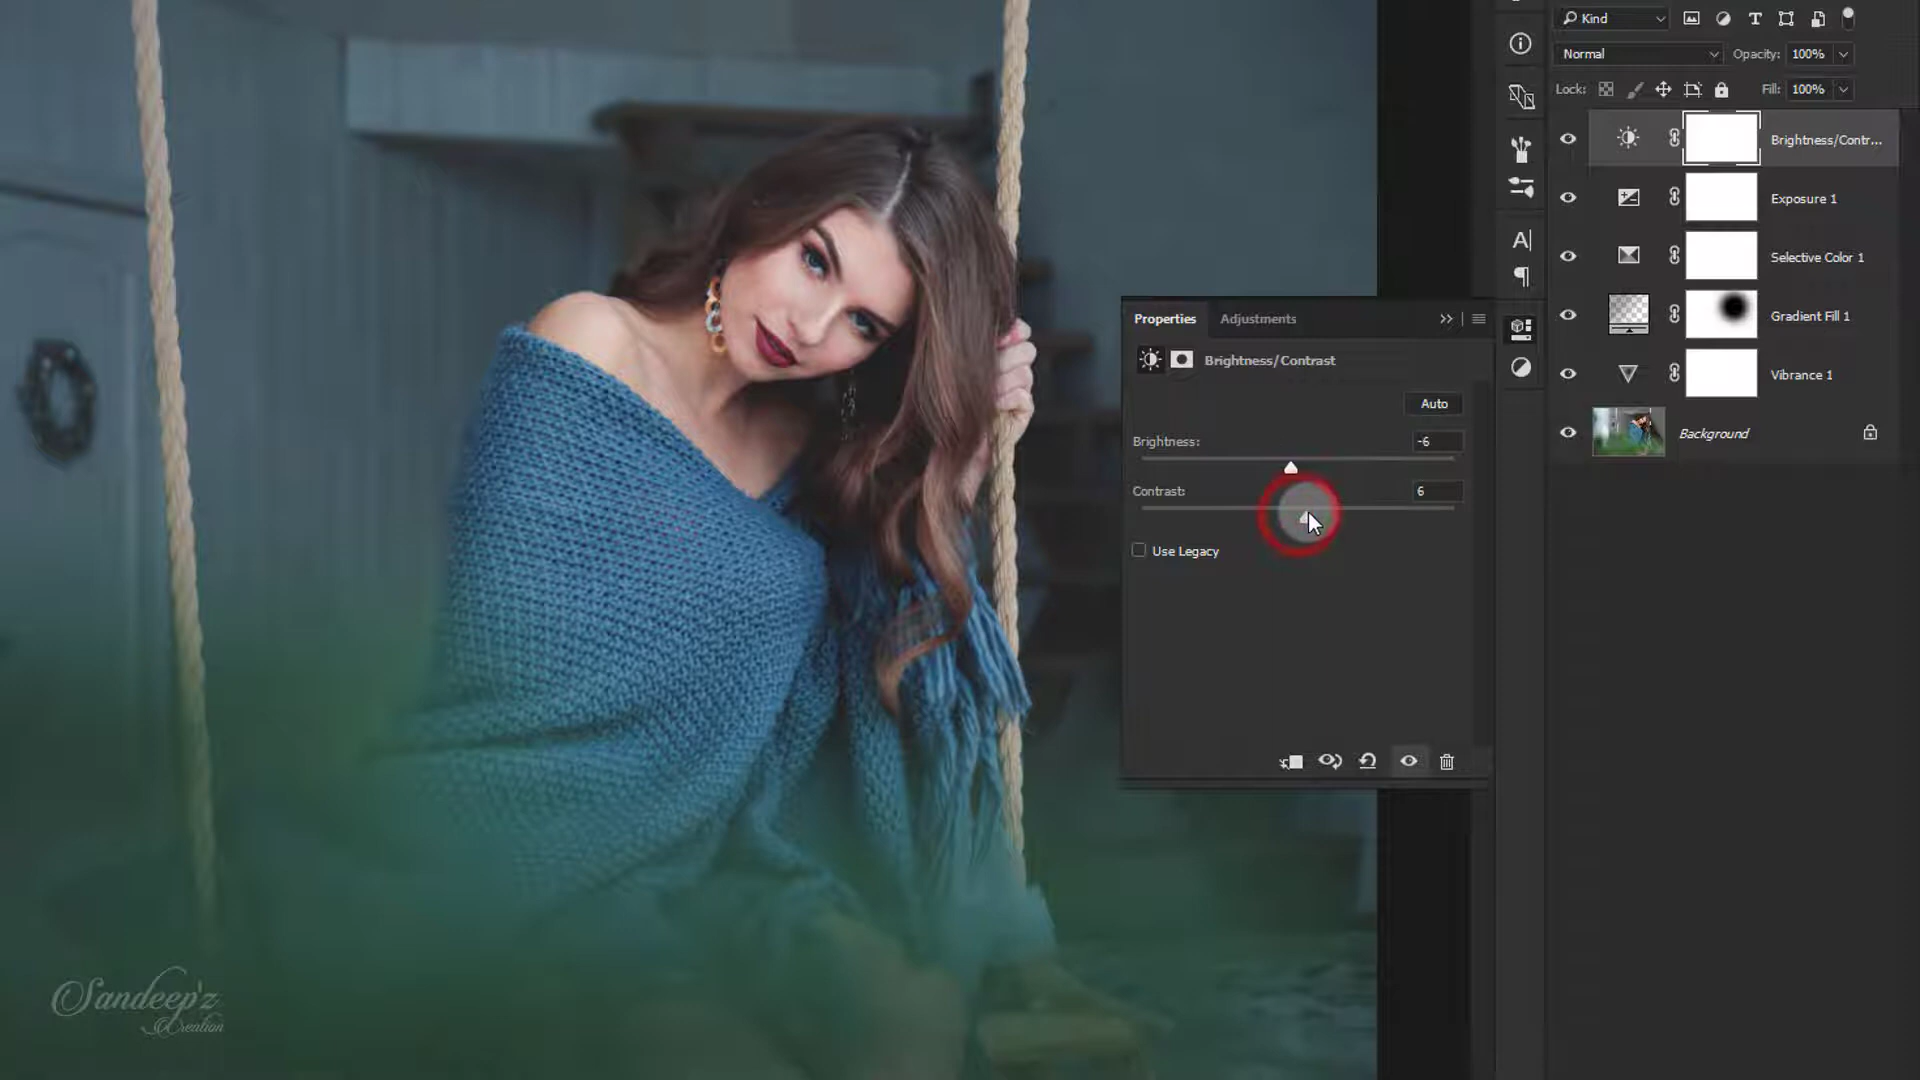 Kind
Normal Opacity: 100%
Lock: Fill: 100%
Brightness/Contr...
Exposure 1
Selective Color 1
Gradient Fill 1
Vibrance 1
Background
Properties Adjustments
Brightness/Contrast
Auto
Brightness: -6
Contrast: 6
Use Legacy
Sandeep'z
Creation